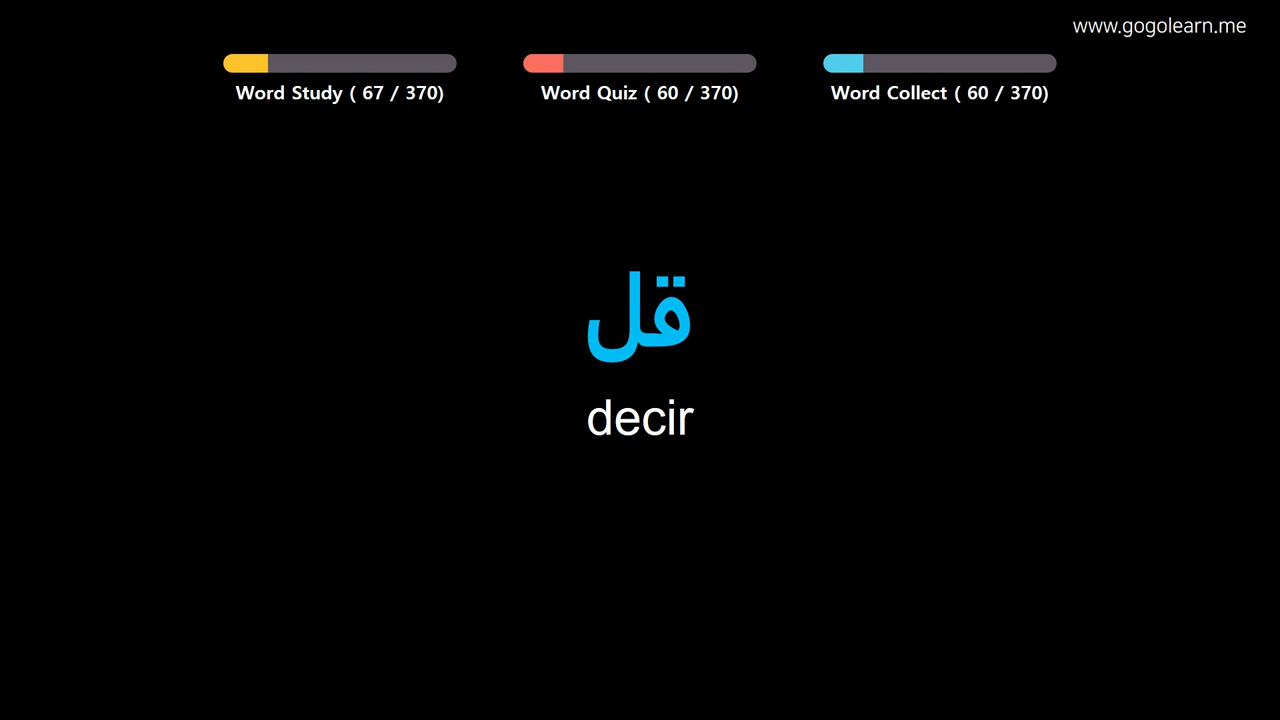 www.gogolearn.me
Word Study ( 67 / 370)
Word Quiz ( 60 / 370)
Word Collect ( 60 / 370)
قل
decir